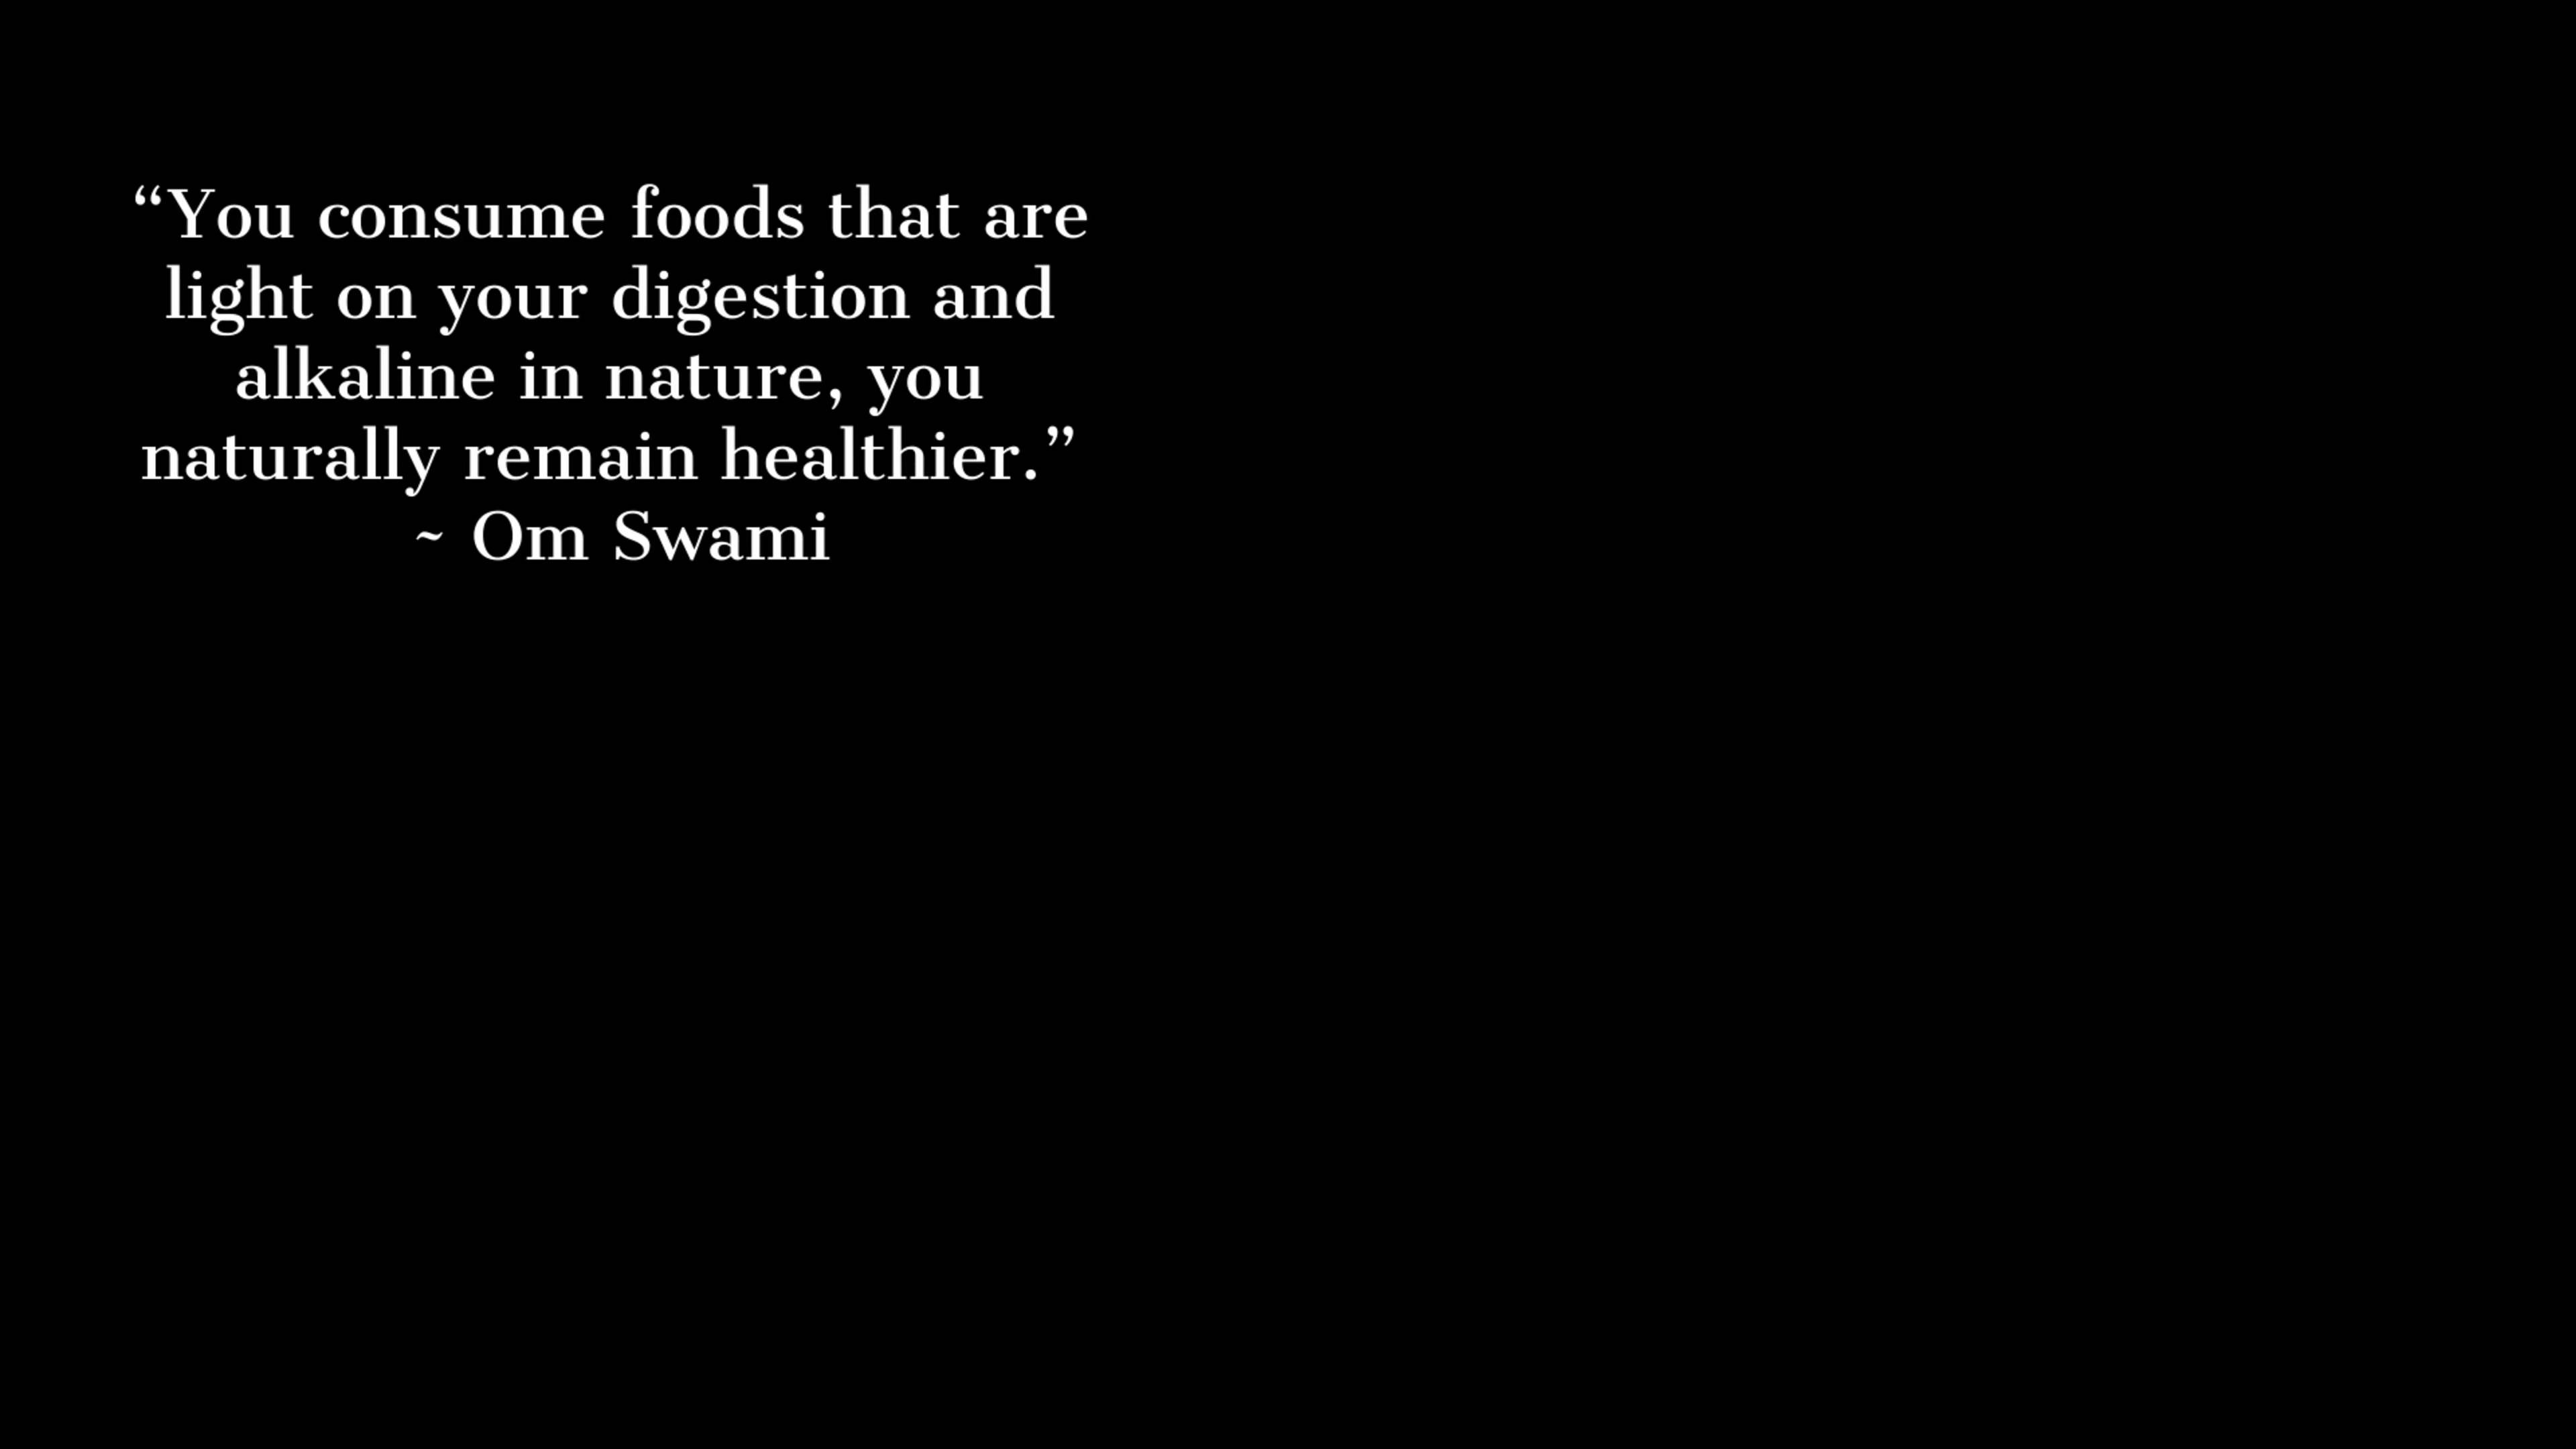 “You consume foods that are
light on your digestion and
alkaline in nature, you
naturally remain healthier.”
~ Om Swami